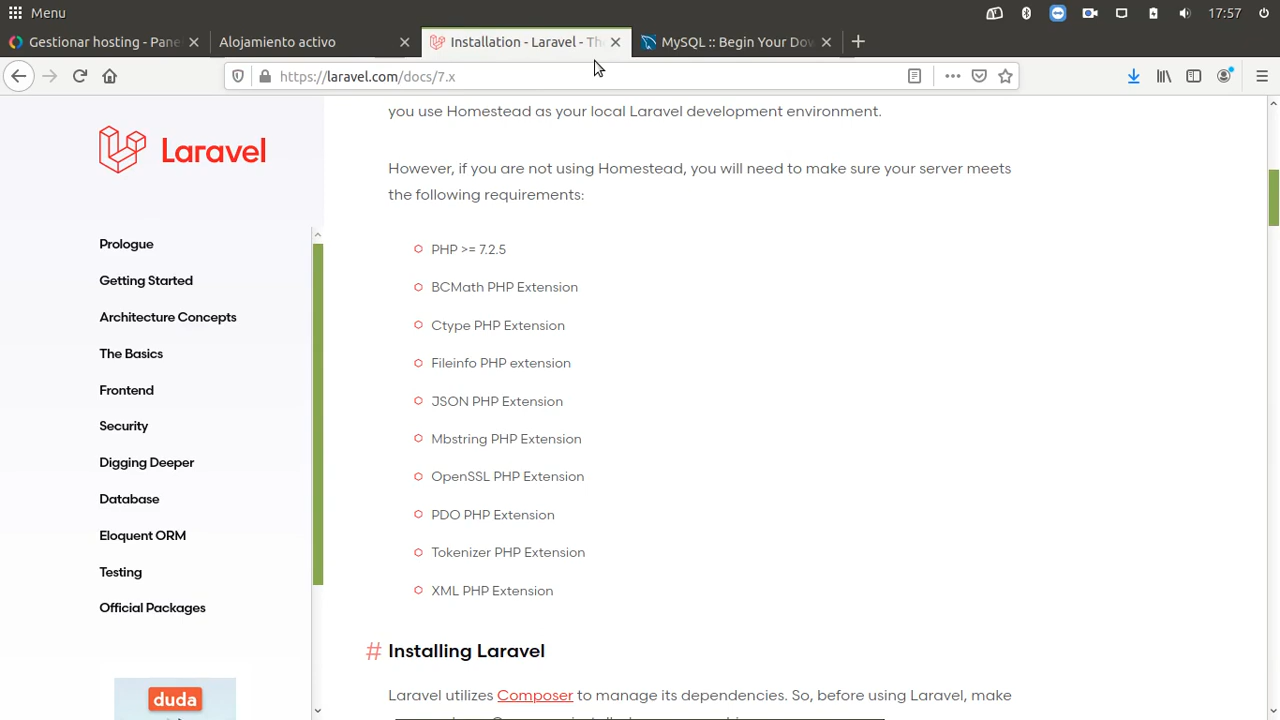 Menu
17:57
Gestionar hosting - Pane
Alojamiento activo
Installation - Laravel - Th
MySQL :: Begin Your Dow
https://laravel.com/docs/7.x
you use Homestead as your local Laravel development environment.
Laravel
However, if you are not using Homestead, you will need to make sure your server meets
the following requirements:
PHP >= 7.2.5
BCMath PHP Extension
Ctype PHP Extension
Fileinfo PHP extension
JSON PHP Extension
Mbstring PHP Extension
OpenSSL PHP Extension
PDO PHP Extension
Tokenizer PHP Extension
XML PHP Extension
Prologue
Getting Started
Architecture Concepts
The Basics
Frontend
Security
Digging Deeper
Database
Eloquent ORM
Testing
Official Packages
duda
# Installing Laravel
Laravel utilizes Composer to manage its dependencies. So, before using Laravel, make